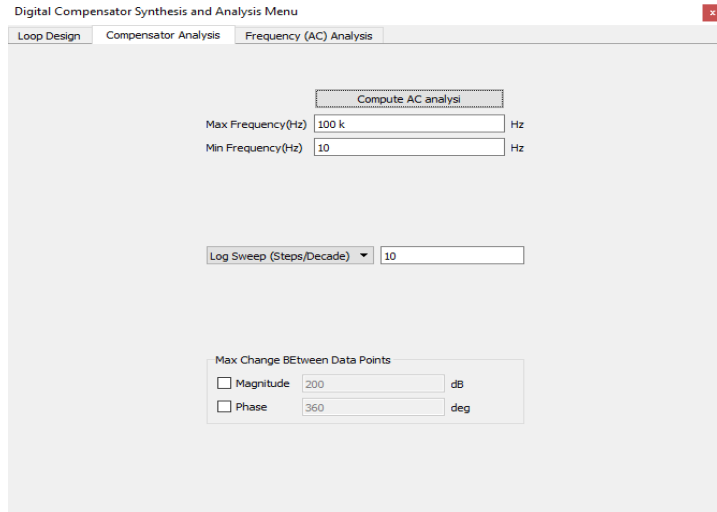 Digital Compensator Synthesis and Analysis Menu x
Loop Design Compensator Analysis Frequency (AC) Analysis
Compute AC analysi
Max Frequency(Hz) 100 k Hz
Min Frequency(Hz) 10 Hz
Log Sweep (Steps/Decade) 10
Max Change BEtween Data Points
Magnitude 200 dB
Phase 360 deg